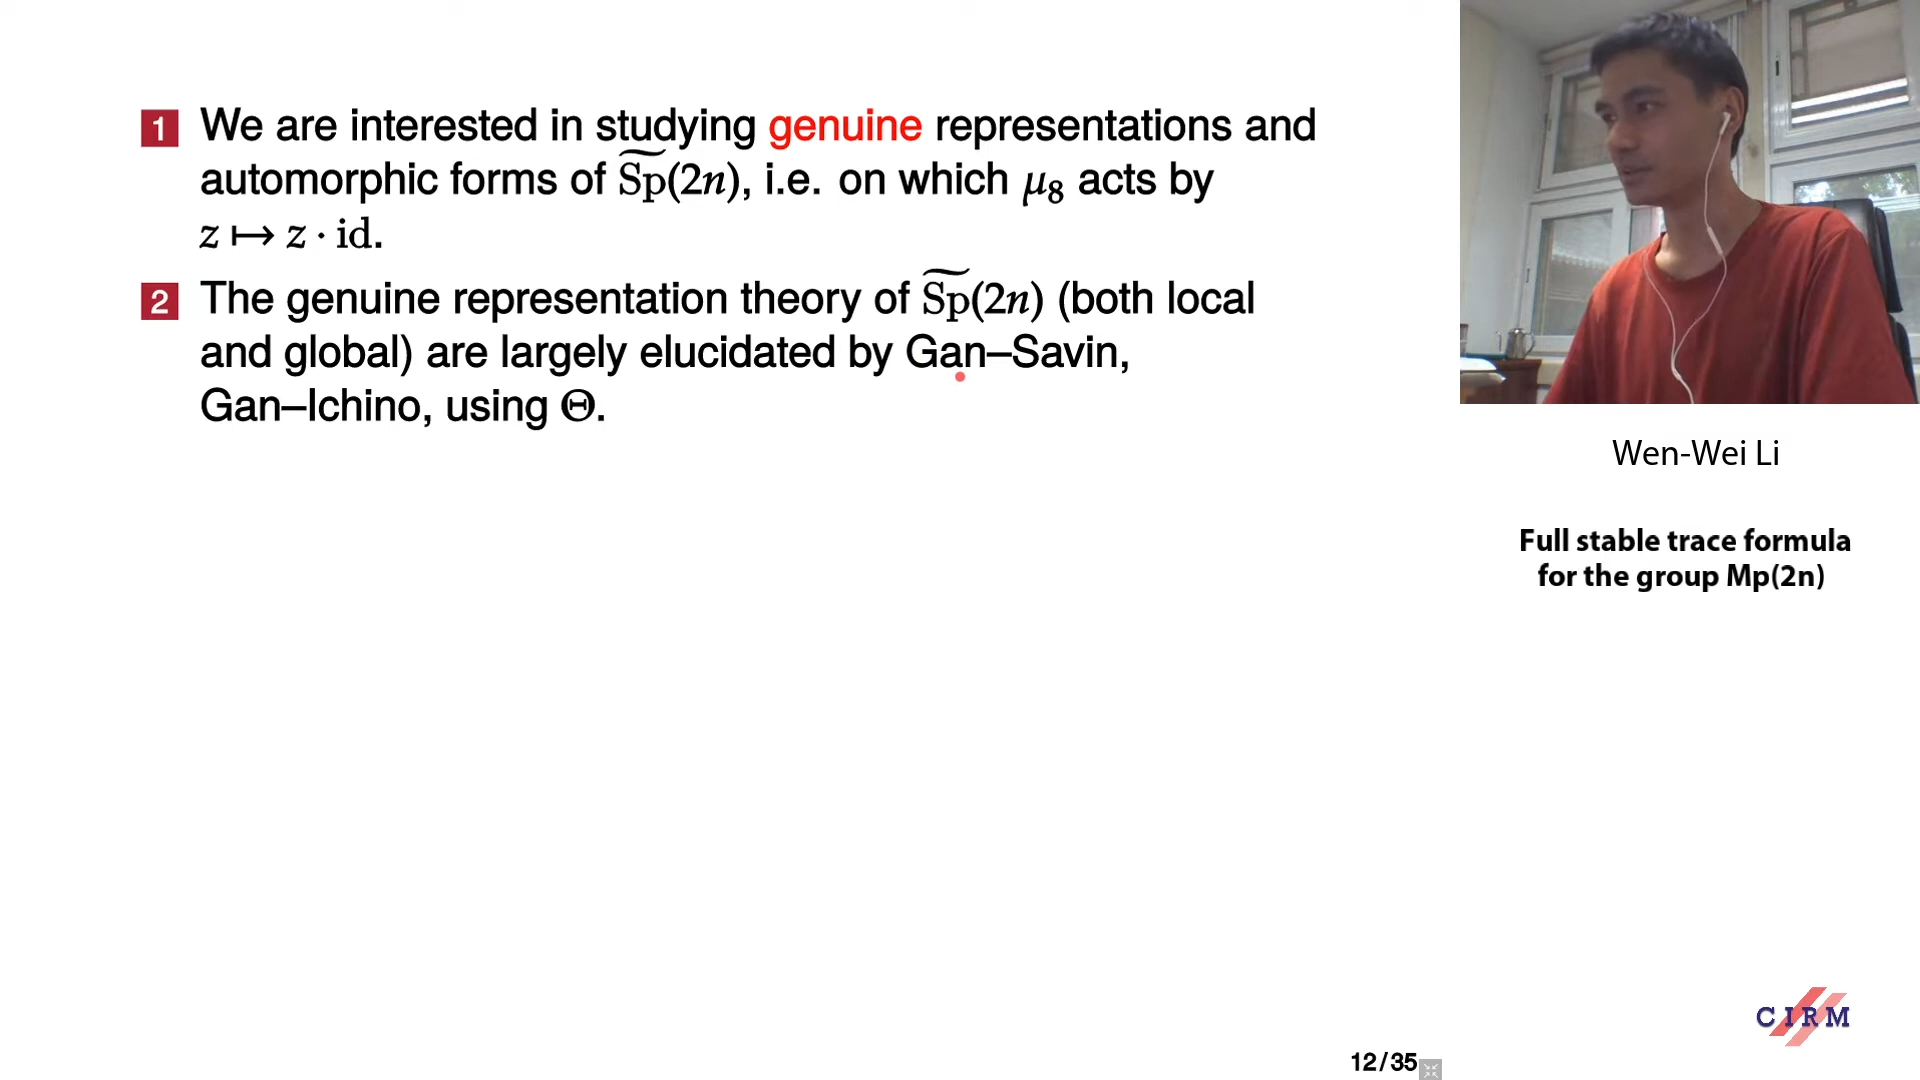 1 We are interested in studying genuine representations and
automorphic forms of S͠p(2n), i.e. on which μ₈ acts by
z ↦ z · id.
2 The genuine representation theory of S͠p(2n) (both local
and global) are largely elucidated by Gan–Savin,
Gan–Ichino, using Θ.
Wen-Wei Li
Full stable trace formula
for the group Mp(2n)
CIRM
12/35